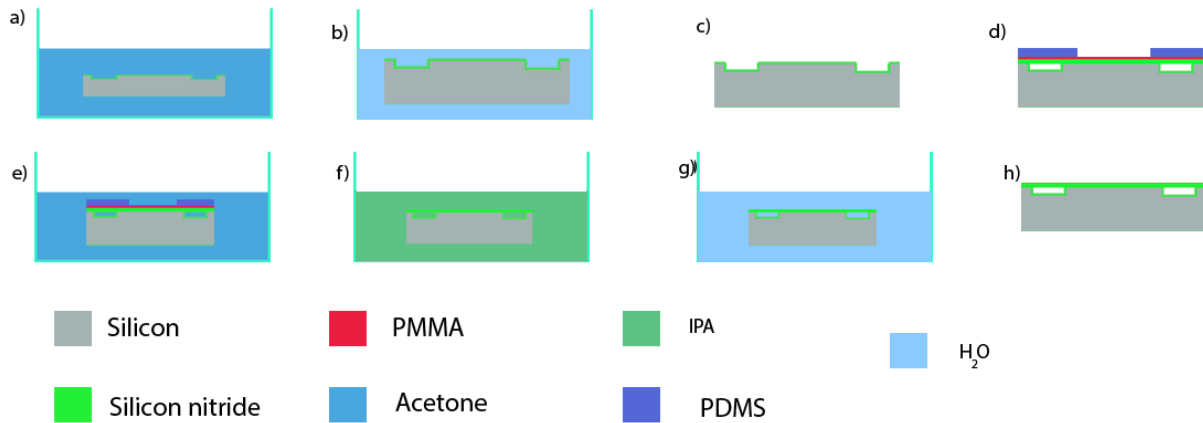 a)
b)
c)
d)
e)
f)
g)
h)
Silicon
PMMA
IPA
H2O
Silicon nitride
Acetone
PDMS